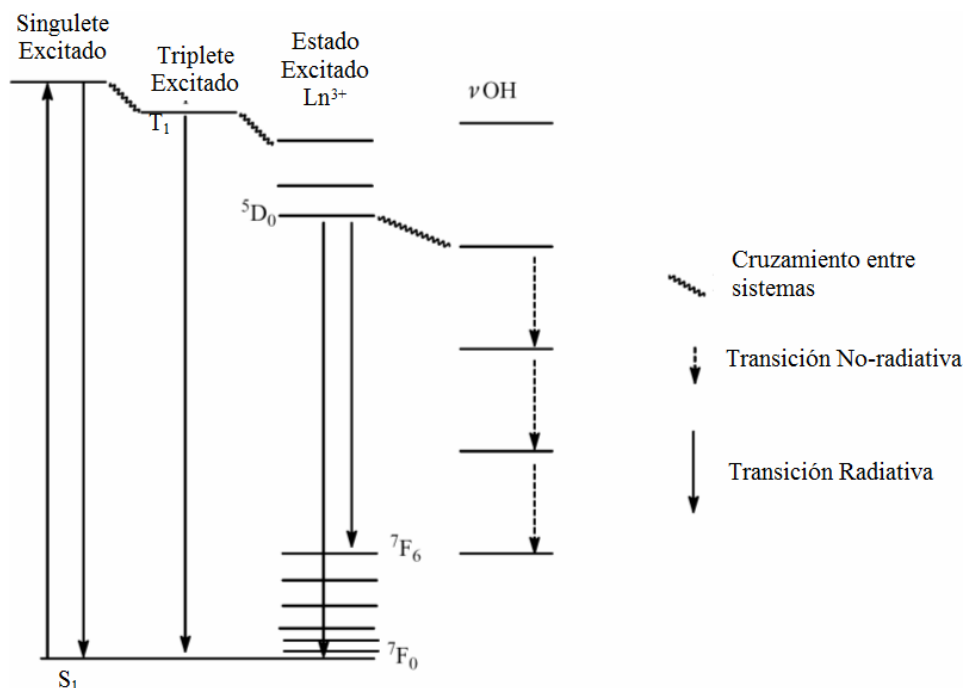 Singulete
Excitado
Triplete
Excitado
Estado
Excitado
Ln³⁺
νOH
T₁
⁵D₀
Cruzamiento entre
sistemas
Transición No-radiativa
Transición Radiativa
⁷F₆
⁷F₀
S₁